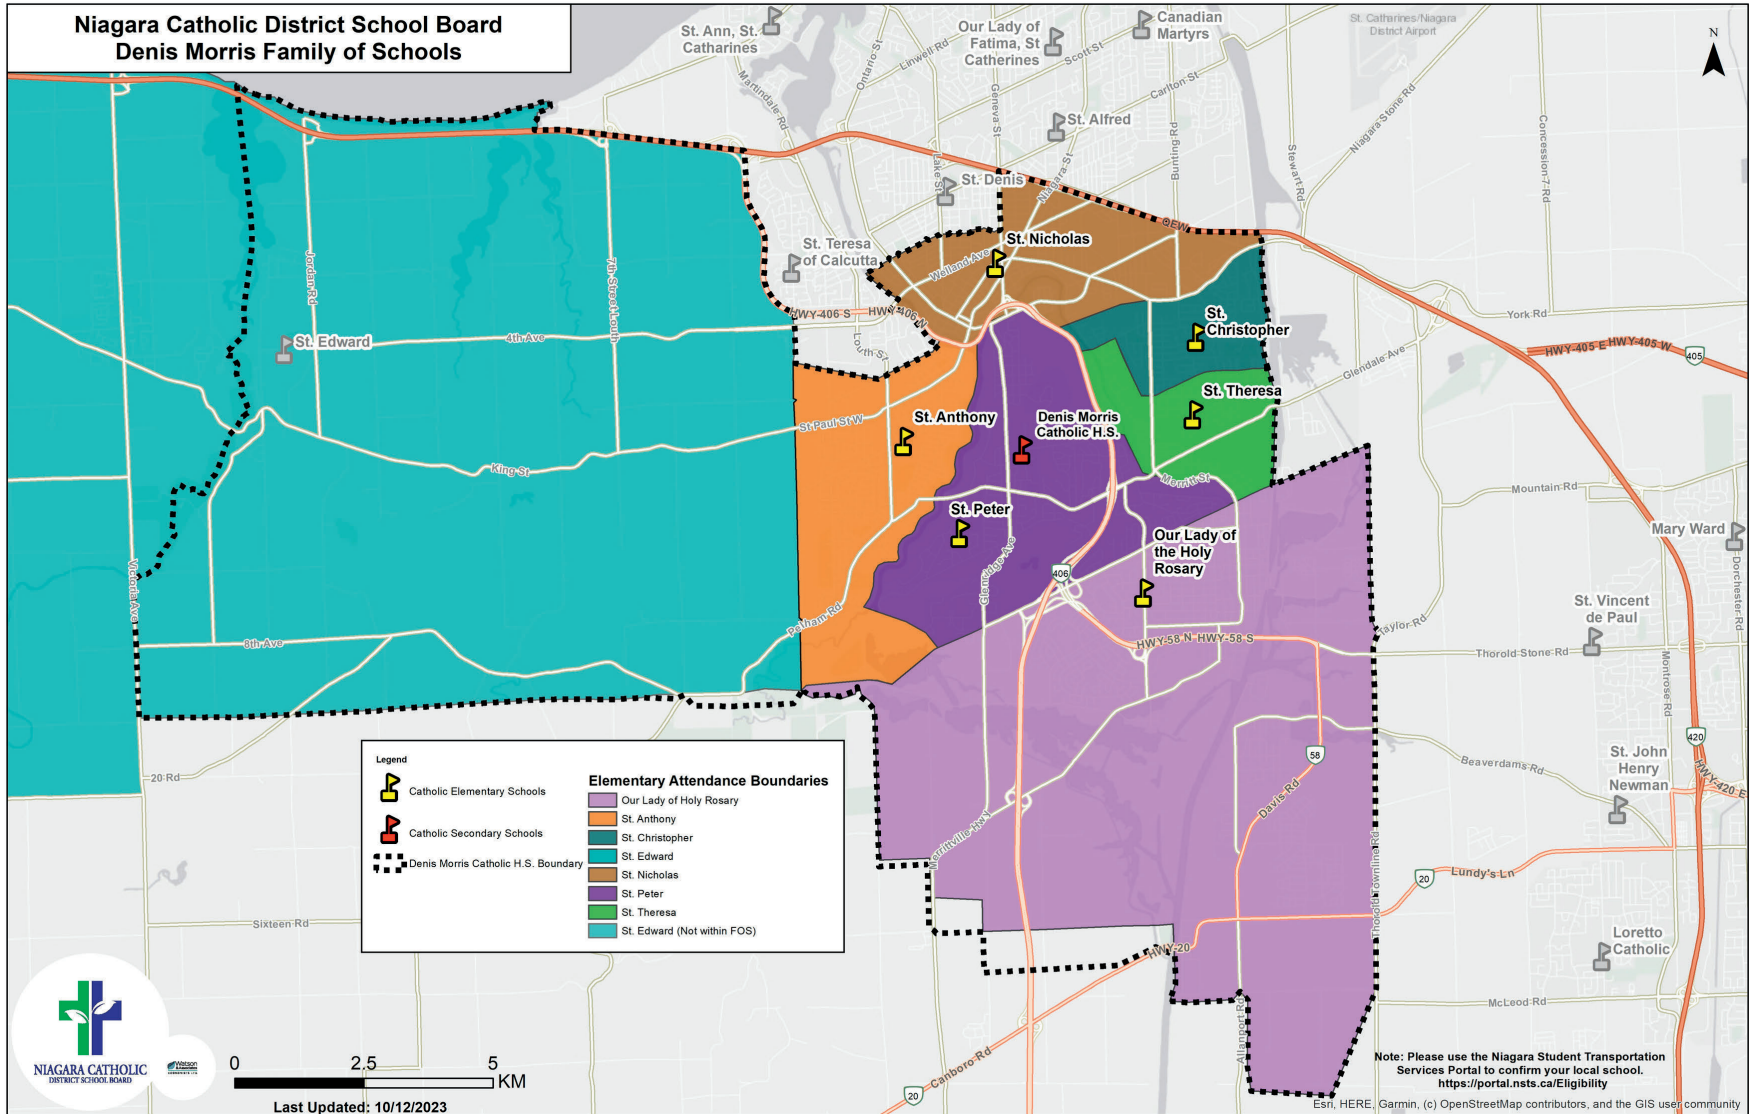 Niagara Catholic District School Board
Denis Morris Family of Schools
St. Ann, St.
Catharines
Our Lady of
Fatima, St
Catherines
Canadian
Martyrs
St. Catharines/Niagara
District Airport
N
Martindale Rd
Ontario St
Linwell Rd
Scott St
Geneva St
Carlton St
St. Alfred
Niagara St
Bunting Rd
Stewart Rd
Niagara Stone Rd
Concession 7 Rd
Lake St
St. Denis
QEW
St. Nicholas
St. Teresa
of Calcutta
Welland Ave
Jordan Rd
7th Street Louth
HWY-406 S
HWY-406 N
St.
Christopher
York Rd
St. Edward
4th Ave
Louth St
Glendale Ave
HWY-405 E
HWY-405 W
405
St. Theresa
St. Anthony
St Paul St W
Denis Morris
Catholic H.S.
King St
Merritt St
Mountain Rd
St. Peter
Mary Ward
Our Lady of
the Holy
Rosary
Victoria Ave
Glenridge Ave
406
Dorchester Rd
St. Vincent
de Paul
Pelham Rd
Taylor Rd
8th Ave
HWY-58 N
HWY-58 S
Thorold Stone Rd
Montrose Rd
420
58
St. John
Henry
Newman
Beaverdams Rd
HWY-420 E
20 Rd
Davis Rd
Merrittville Hwy
Thorold Townline Rd
Lundy's Ln
20
Legend
Catholic Elementary Schools
Catholic Secondary Schools
Denis Morris Catholic H.S. Boundary
Elementary Attendance Boundaries
Our Lady of Holy Rosary
St. Anthony
St. Christopher
St. Edward
St. Nicholas
St. Peter
St. Theresa
St. Edward (Not within FOS)
Sixteen Rd
HWY-20
Loretto
Catholic
McLeod Rd
Allanport Rd
Canboro Rd
20
NIAGARA CATHOLIC
DISTRICT SCHOOL BOARD
Watson
& Associates
0 2.5 5
KM
Last Updated: 10/12/2023
Note: Please use the Niagara Student Transportation
Services Portal to confirm your local school.
https://portal.nsts.ca/Eligibility
Esri, HERE, Garmin, (c) OpenStreetMap contributors, and the GIS user community